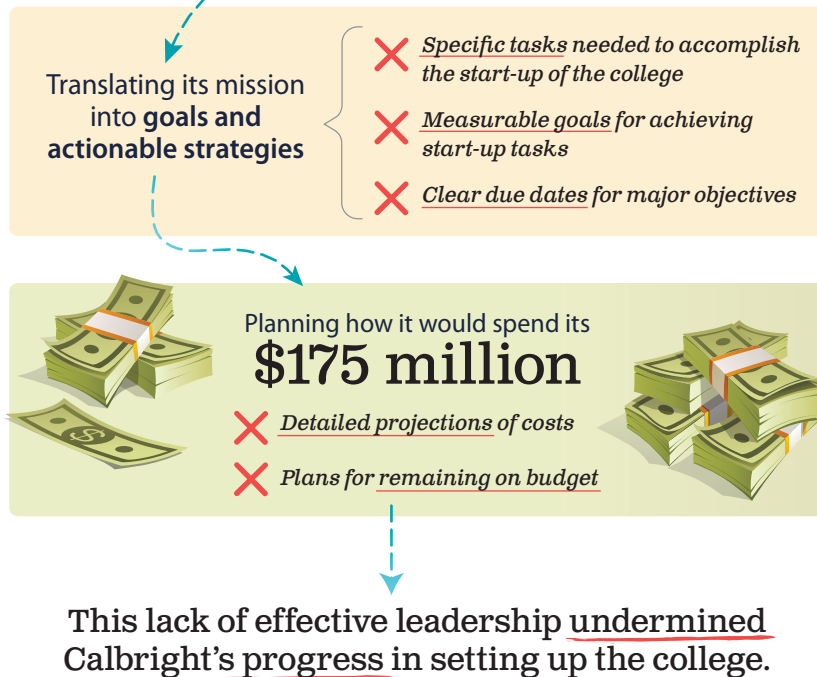 Translating its mission
into goals and
actionable strategies
Specific tasks needed to accomplish
the start-up of the college
Measurable goals for achieving
start-up tasks
Clear due dates for major objectives
Planning how it would spend its
$175 million
Detailed projections of costs
Plans for remaining on budget
$
This lack of effective leadership undermined
Calbright's progress in setting up the college.